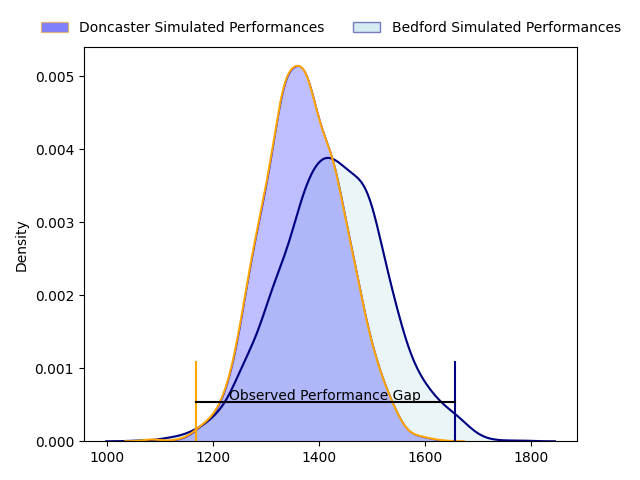 Doncaster Simulated Performances Bedford Simulated Performances
0.005
0.004
0.003
0.002
0.001
0.000
Density
Observed Performance Gap
1000 1200 1400 1600 1800